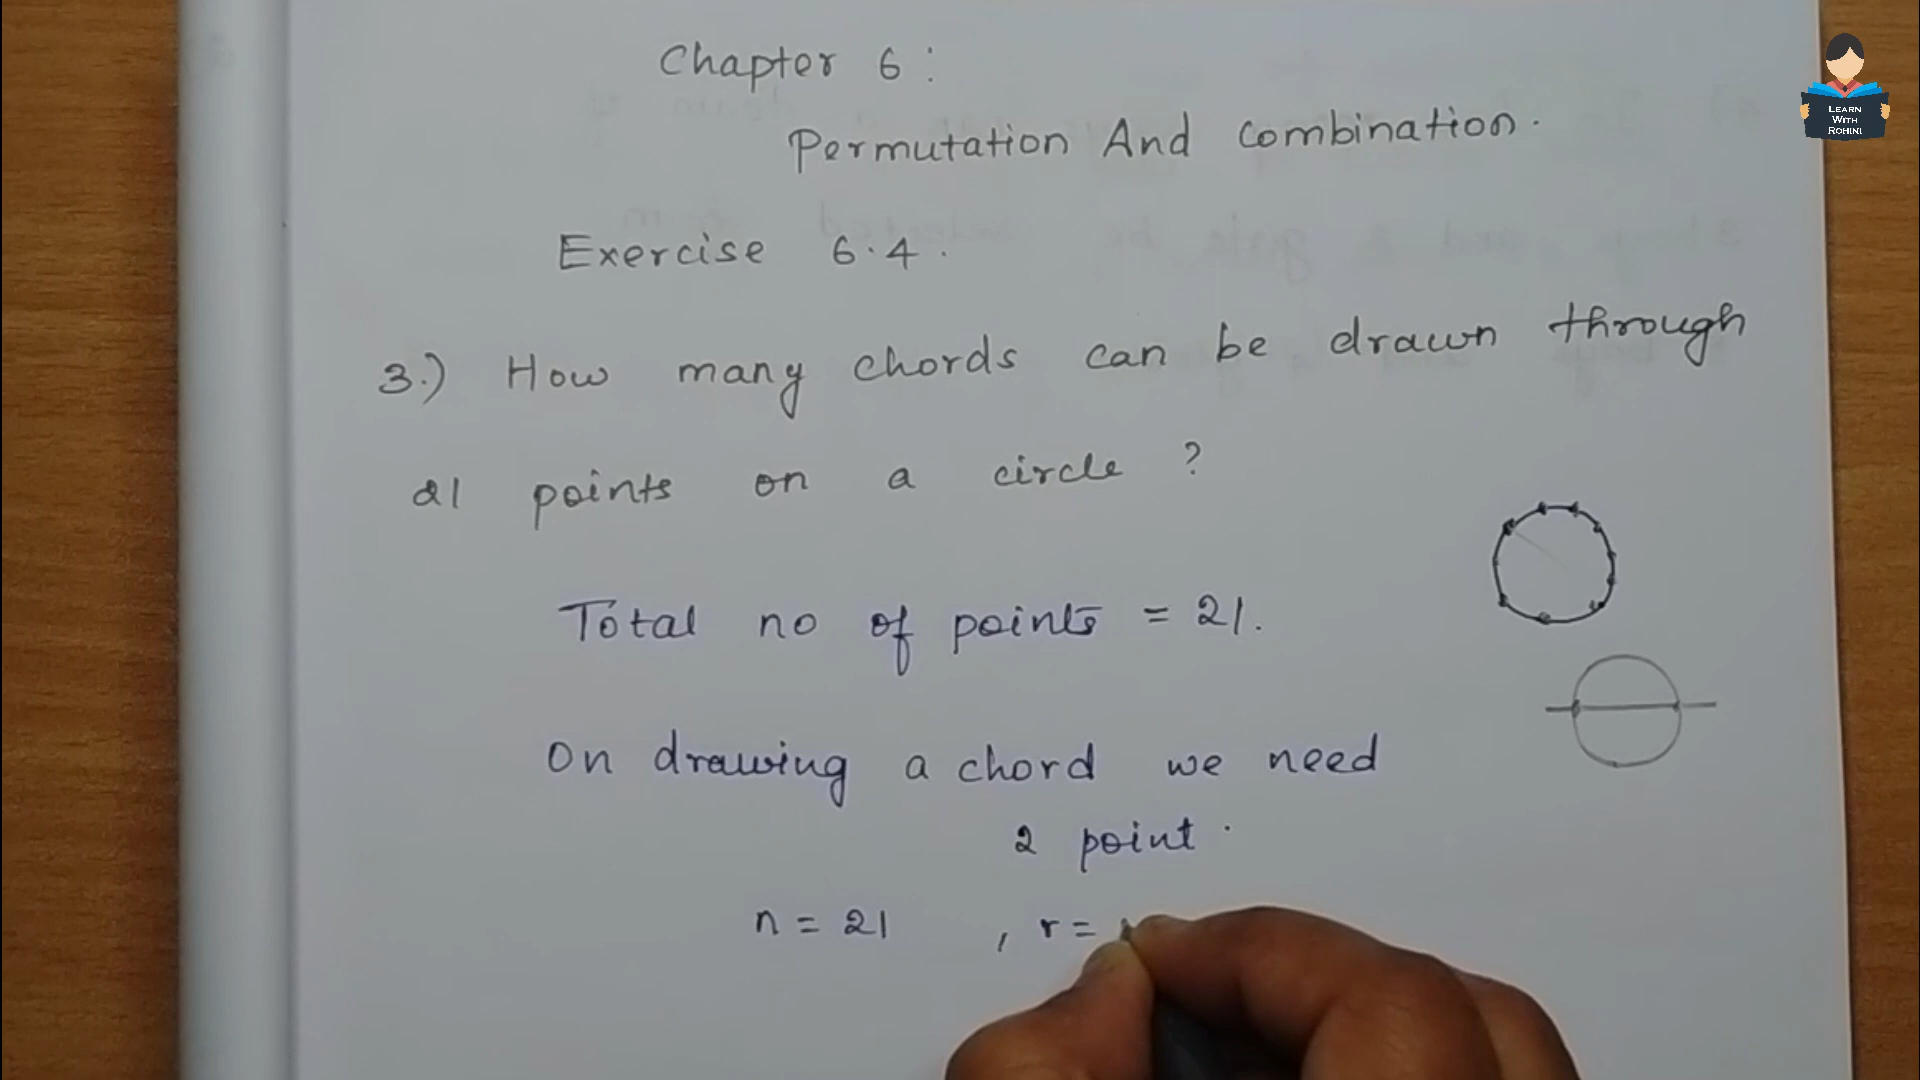 Chapter 6 :
Permutation And Combination.
Exercise 6.4.
3.) How many chords can be drawn through
21 points on a circle ?
Total no of points = 21.
On drawing a chord we need
2 point.
n = 21 , r =
LEARN
WITH
ROHINI